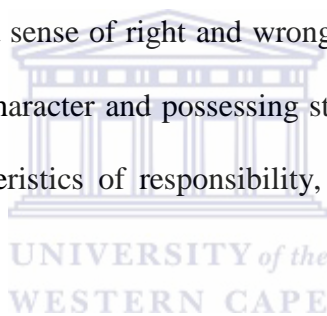 sense of right and wrong
haracter and possessing st
eristics of responsibility,
UNIVERSITY of the
WESTERN CAPE